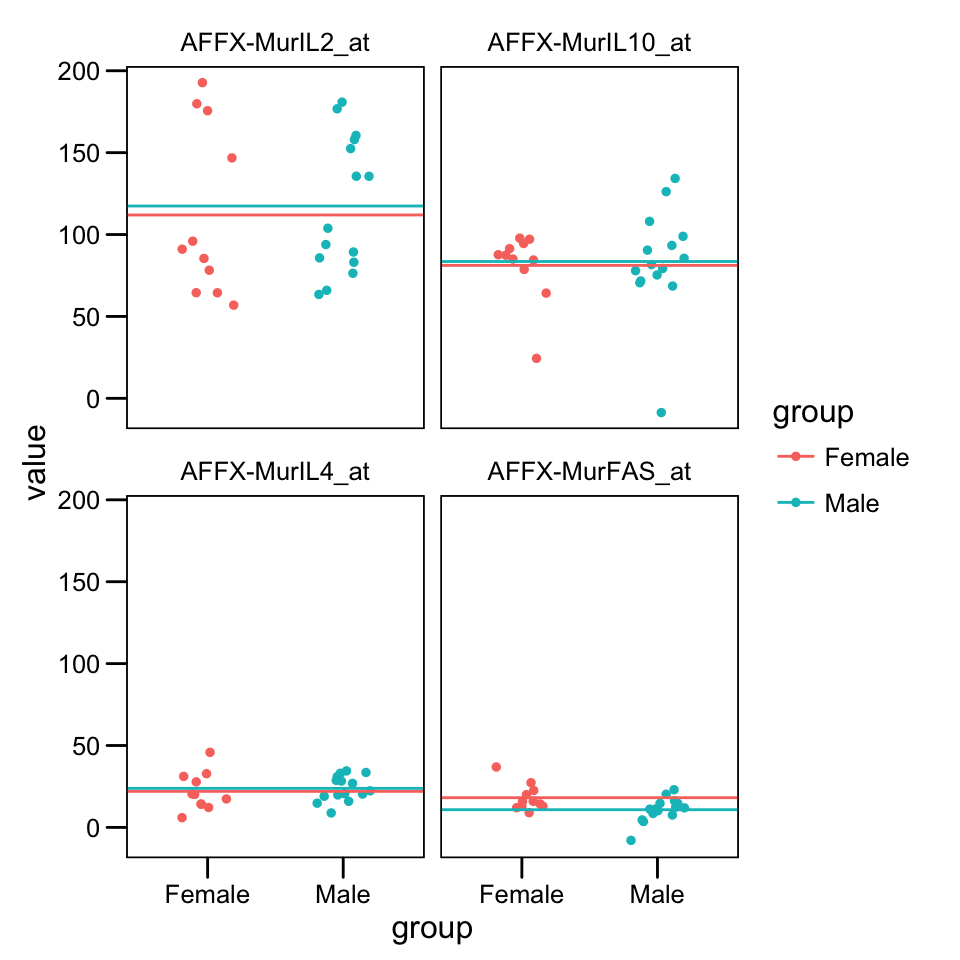 AFFX-MurIL2_at
AFFX-MurIL10_at
200
150
100
50
0
value
AFFX-MurIL4_at
AFFX-MurFAS_at
200
150
100
50
0
Female
Male
Female
Male
group
group
Female
Male